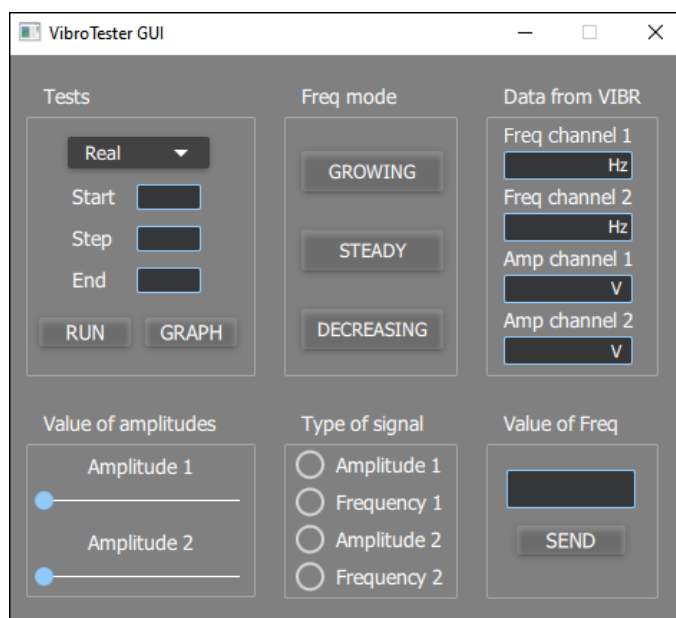 VibroTester GUI
Tests
Real
Start
Step
End
RUN GRAPH
Freq mode
GROWING
STEADY
DECREASING
Data from VIBR
Freq channel 1
Hz
Freq channel 2
Hz
Amp channel 1
V
Amp channel 2
V
Value of amplitudes
Amplitude 1
Amplitude 2
Type of signal
Amplitude 1
Frequency 1
Amplitude 2
Frequency 2
Value of Freq
SEND